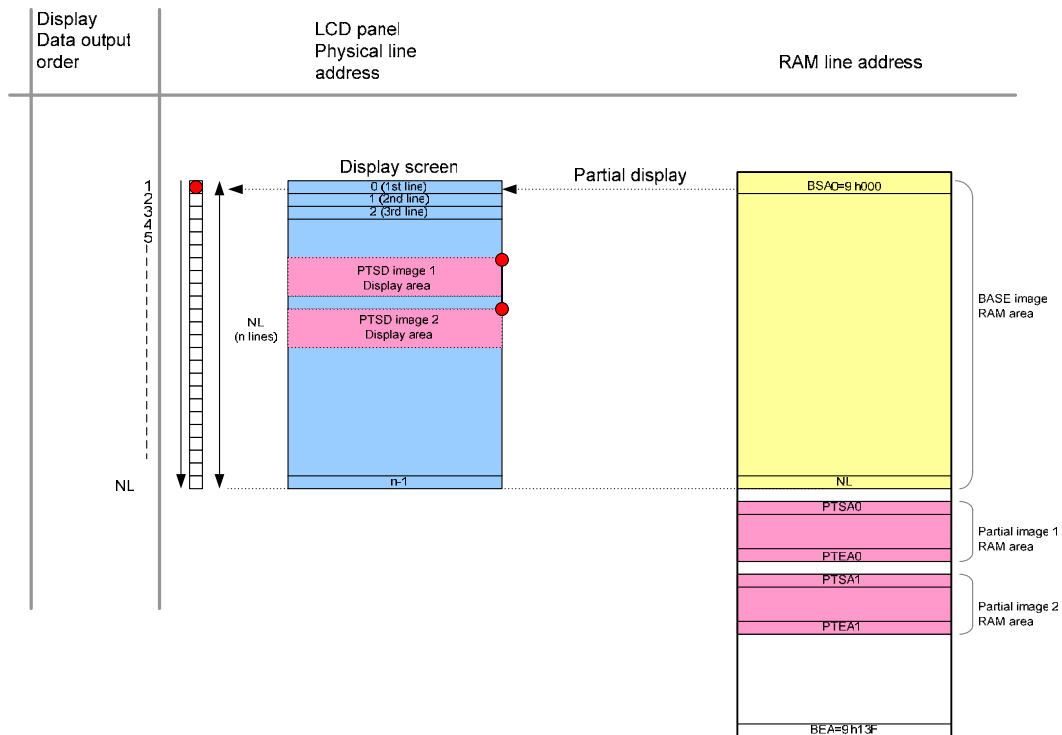 Display
Data output
order
LCD panel
Physical line
address
RAM line address
Display screen
Partial display
1
2
3
4
5
NL
NL
(n lines)
0 (1st line)
1 (2nd line)
2 (3rd line)
PTSD image 1
Display area
PTSD image 2
Display area
n-1
BSA0=9 h000
NL
PTSA0
PTEA0
PTSA1
PTEA1
BEA=9 h13F
BASE image
RAM area
Partial image 1
RAM area
Partial image 2
RAM area